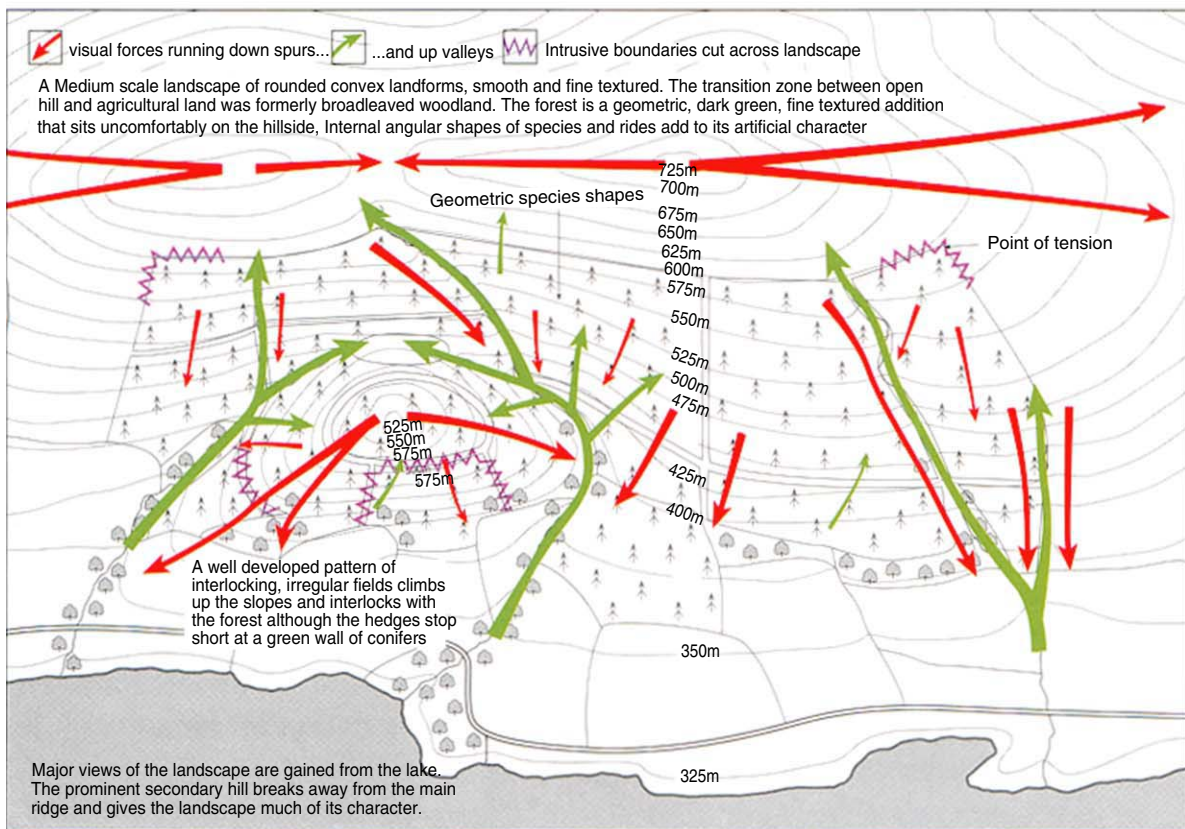 visual forces running down spurs...
...and up valleys
Intrusive boundaries cut across landscape
A Medium scale landscape of rounded convex landforms, smooth and fine textured. The transition zone between open
hill and agricultural land was formerly broadleaved woodland. The forest is a geometric, dark green, fine textured addition
that sits uncomfortably on the hillside, Internal angular shapes of species and rides add to its artificial character
725m
700m
675m
650m
625m
600m
575m
550m
525m
500m
475m
425m
400m
350m
325m
Geometric species shapes
Point of tension
525m
550m
575m
575m
A well developed pattern of
interlocking, irregular fields climbs
up the slopes and interlocks with
the forest although the hedges stop
short at a green wall of conifers
Major views of the landscape are gained from the lake.
The prominent secondary hill breaks away from the main
ridge and gives the landscape much of its character.